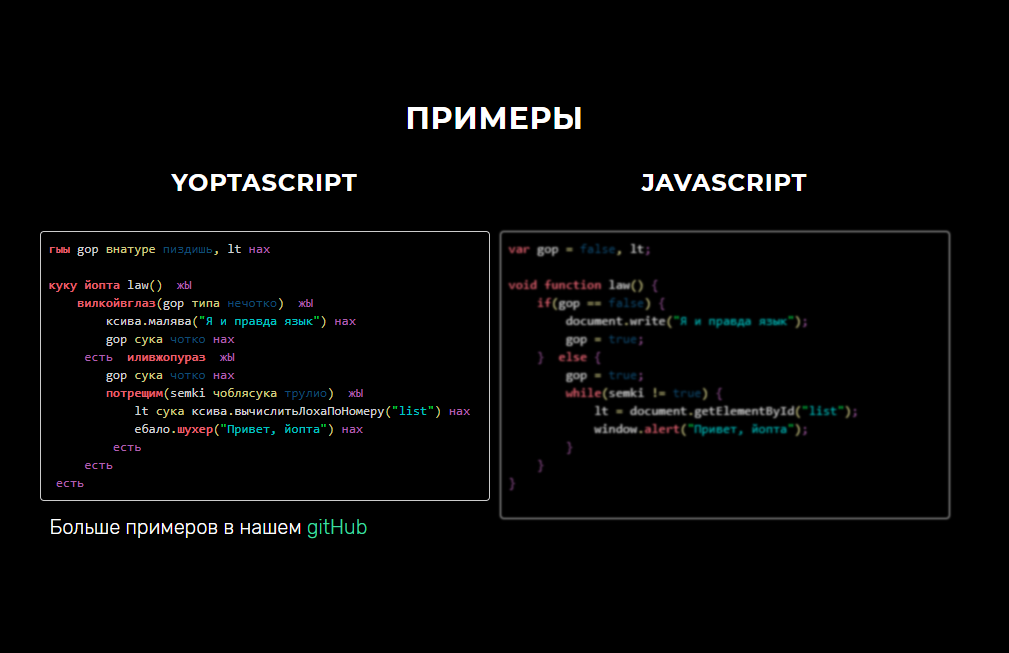 ПРИМЕРЫ
YOPTASCRIPT
гыы gop внатуре пиздишь, lt нах
куку йопта law() жЫ
вилкойвглаз(gop типа нечотко) жЫ
ксива.малява("Я и правда язык") нах
gop сука чотко нах
есть иливжопураз жЫ
gop сука чотко нах
потрещим(semki чоблясука трулио) жЫ
lt сука ксива.вычислитьЛохаПоНомеру("list") нах
ебало.шухер("Привет, йопта") нах
есть
есть
есть
Больше примеров в нашем gitHub
JAVASCRIPT
var gop = false, lt;
void function law() {
if(gop == false) {
document.write("Я и правда язык");
gop = true;
} else {
gop = true;
while(semki != true) {
lt = document.getElementById("list");
window.alert("Привет, йопта");
}
}
}